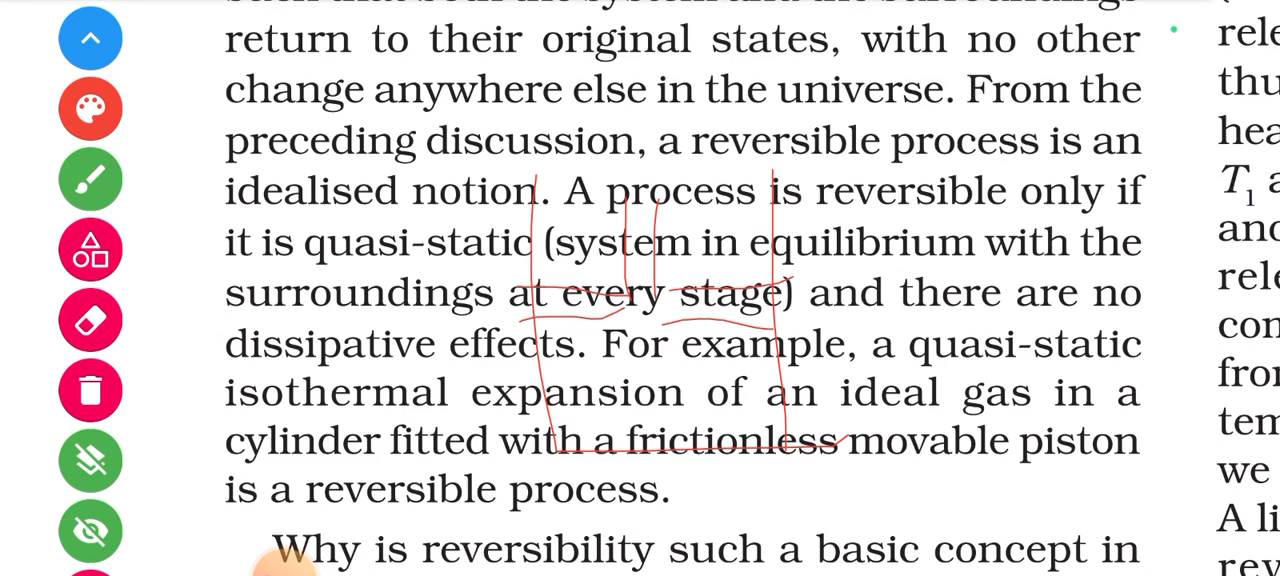 return to their original states, with no other
change anywhere else in the universe. From the
preceding discussion, a reversible process is an
idealised notion. A process is reversible only if
it is quasi-static (system in equilibrium with the
surroundings at every stage) and there are no
dissipative effects. For example, a quasi-static
isothermal expansion of an ideal gas in a
cylinder fitted with a frictionless movable piston
is a reversible process.
Why is reversibility such a basic concept in
T1
we